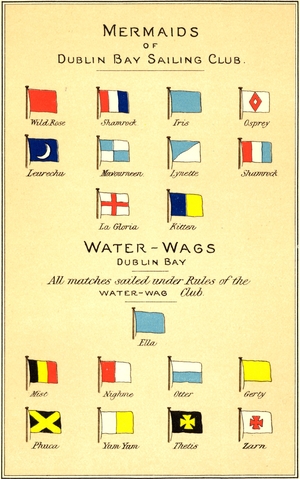 MERMAIDS
OF
DUBLIN BAY SAILING CLUB.
Wild Rose Shamrock Iris Osprey
Mavourneen Lynette Shamrock
La Gloria Kitten
WATER-WAGS
DUBLIN BAY
All matches sailed under Rules of the
WATER-WAG Club.
Ella
Mist Nighne Otter Gerty
Phuca Yum Yum Thetis Zarn